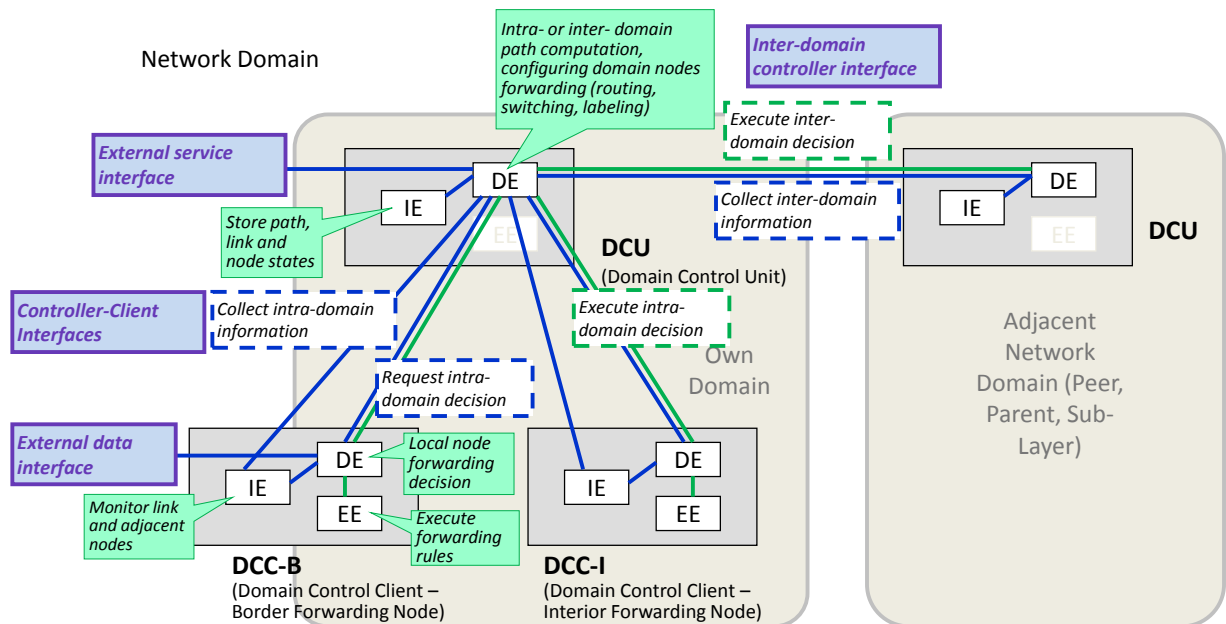 Network Domain
Intra- or inter- domain
path computation,
configuring domain nodes
forwarding (routing,
switching, labeling)
Inter-domain
controller interface
External service
interface
Execute inter-
domain decision
DE
IE
EE
Store path,
link and
node states
Collect inter-domain
information
DE
IE
EE
DCU
(Domain Control Unit)
DCU
Controller-Client
Interfaces
Collect intra-domain
information
Execute intra-
domain decision
Own
Domain
Adjacent
Network
Domain (Peer,
Parent, Sub-
Layer)
Request intra-
domain decision
External data
interface
DE
IE
EE
Local node
forwarding
decision
Monitor link
and adjacent
nodes
Execute
forwarding
rules
DE
IE
EE
DCC-B
(Domain Control Client –
Border Forwarding Node)
DCC-I
(Domain Control Client –
Interior Forwarding Node)